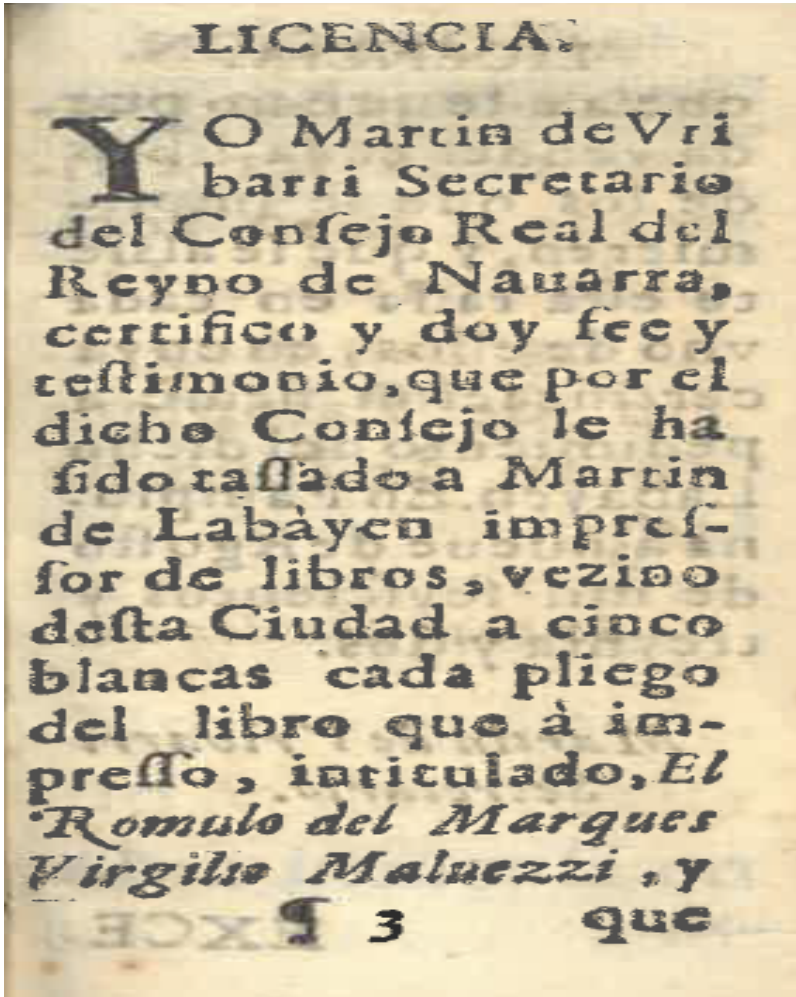 LICENCIA.
YO Martin de Vri
barri Secretario
del Conſejo Real del
Reyno de Nauarra,
certifico y doy fee y
teſtimonio, que por el
dicho Conſejo le ha
ſido taſſado a Martin
de Labàyen impreſ-
ſor de libros, vezino
deſta Ciudad a cinco
blancas cada pliego
del libro que à im-
preſſo, intitulado, El
Romulo del Marques
Virgilio Maluezzi, y
¶ 3 que